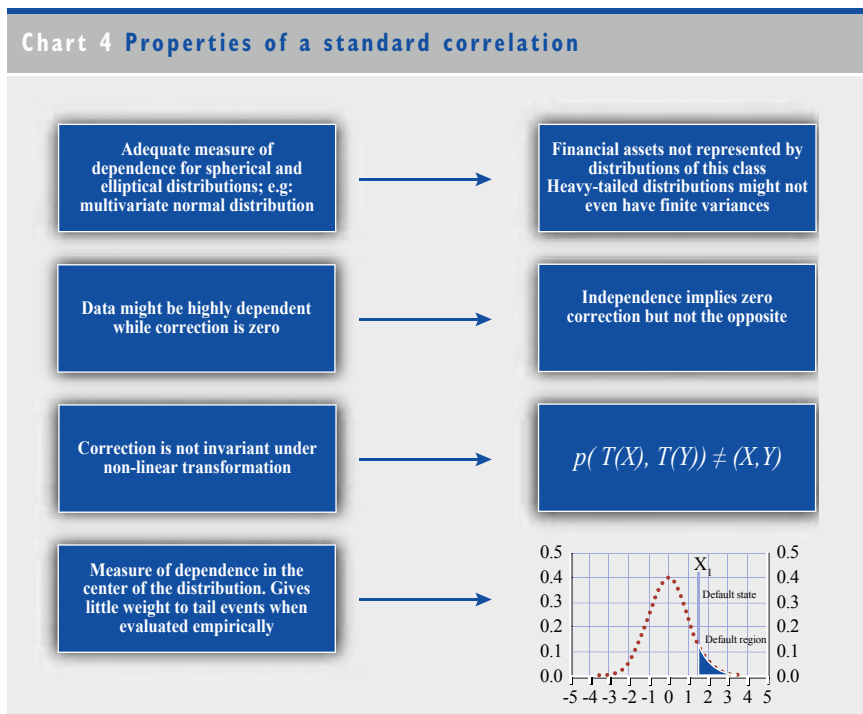 Chart 4 Properties of a standard correlation
Adequate measure of
dependence for spherical and
elliptical distributions; e.g:
multivariate normal distribution
Financial assets not represented by
distributions of this class
Heavy-tailed distributions might not
even have finite variances
Data might be highly dependent
while correction is zero
Independence implies zero
correction but not the opposite
Correction is not invariant under
non-linear transformation
p( T(X), T(Y)) ≠ (X,Y)
Measure of dependence in the
center of the distribution. Gives
little weight to tail events when
evaluated empirically
0.5 0.5
X₁
0.4 0.4
Default state
0.3 0.3
0.2 0.2
Default region
0.1 0.1
0.0 0.0
-5 -4 -3 -2 -1 0 1 2 3 4 5